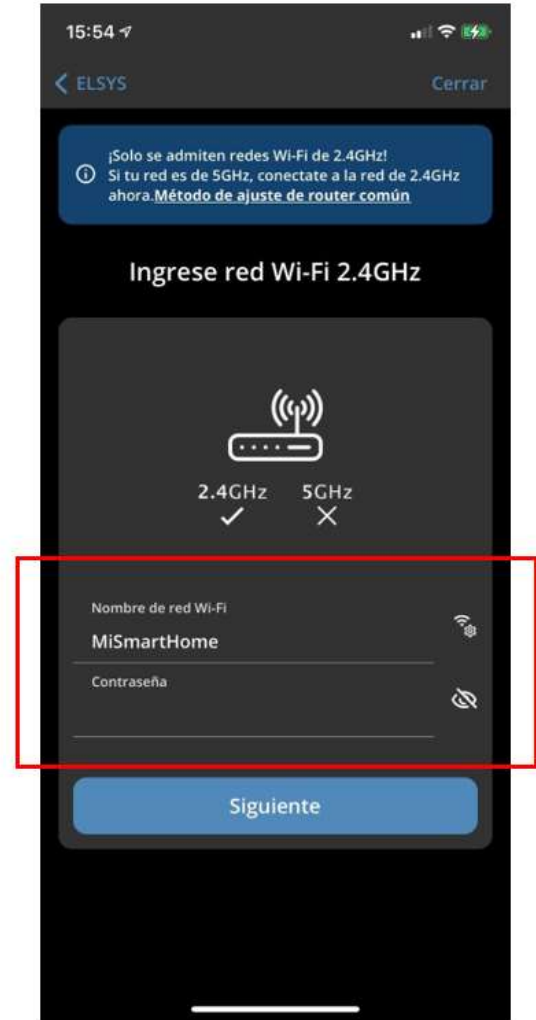 15:54
ELSYS Cerrar
¡Solo se admiten redes Wi-Fi de 2.4GHz!
Si tu red es de 5GHz, conectate a la red de 2.4GHz
ahora.Método de ajuste de router común
Ingrese red Wi-Fi 2.4GHz
2.4GHz 5GHz
Nombre de red Wi-Fi
MiSmartHome
Contraseña
Siguiente